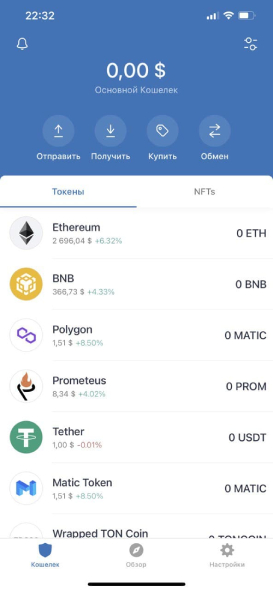 22:32
0,00 $
Основной Кошелек
Отправить Получить Купить Обмен
Токены NFTs
Ethereum 0 ETH
2 696,04 $ +6.32%
BNB 0 BNB
366,73 $ +4.33%
Polygon 0 MATIC
1,51 $ +8.50%
Prometeus 0 PROM
8,34 $ +4.02%
Tether 0 USDT
1,00 $ -0.01%
Matic Token 0 MATIC
1,51 $ +8.50%
Wrapped TON Coin 0 TONCOIN
Кошелек Обзор Настройки